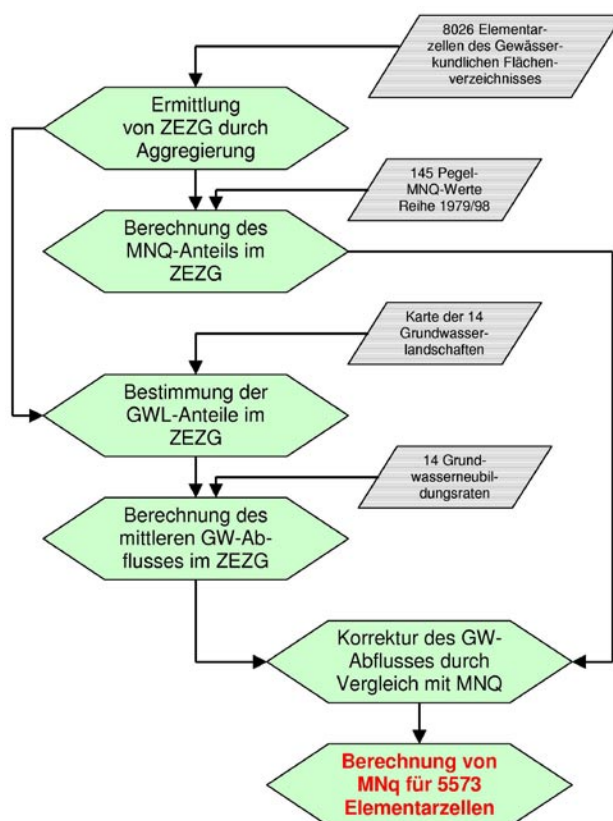 8026 Elementar-
zellen des Gewässer-
kundlichen Flächen-
verzeichnisses
Ermittlung
von ZEZG durch
Aggregierung
145 Pegel-
MNQ-Werte
Reihe 1979/98
Berechnung des
MNQ-Anteils im
ZEZG
Karte der 14
Grundwasser-
landschaften
Bestimmung der
GWL-Anteile im
ZEZG
14 Grund-
wasserneubil-
dungsraten
Berechnung des
mittleren GW-Ab-
flusses im ZEZG
Korrektur des GW-
Abflusses durch
Vergleich mit MNQ
Berechnung von
MNq für 5573
Elementarzellen